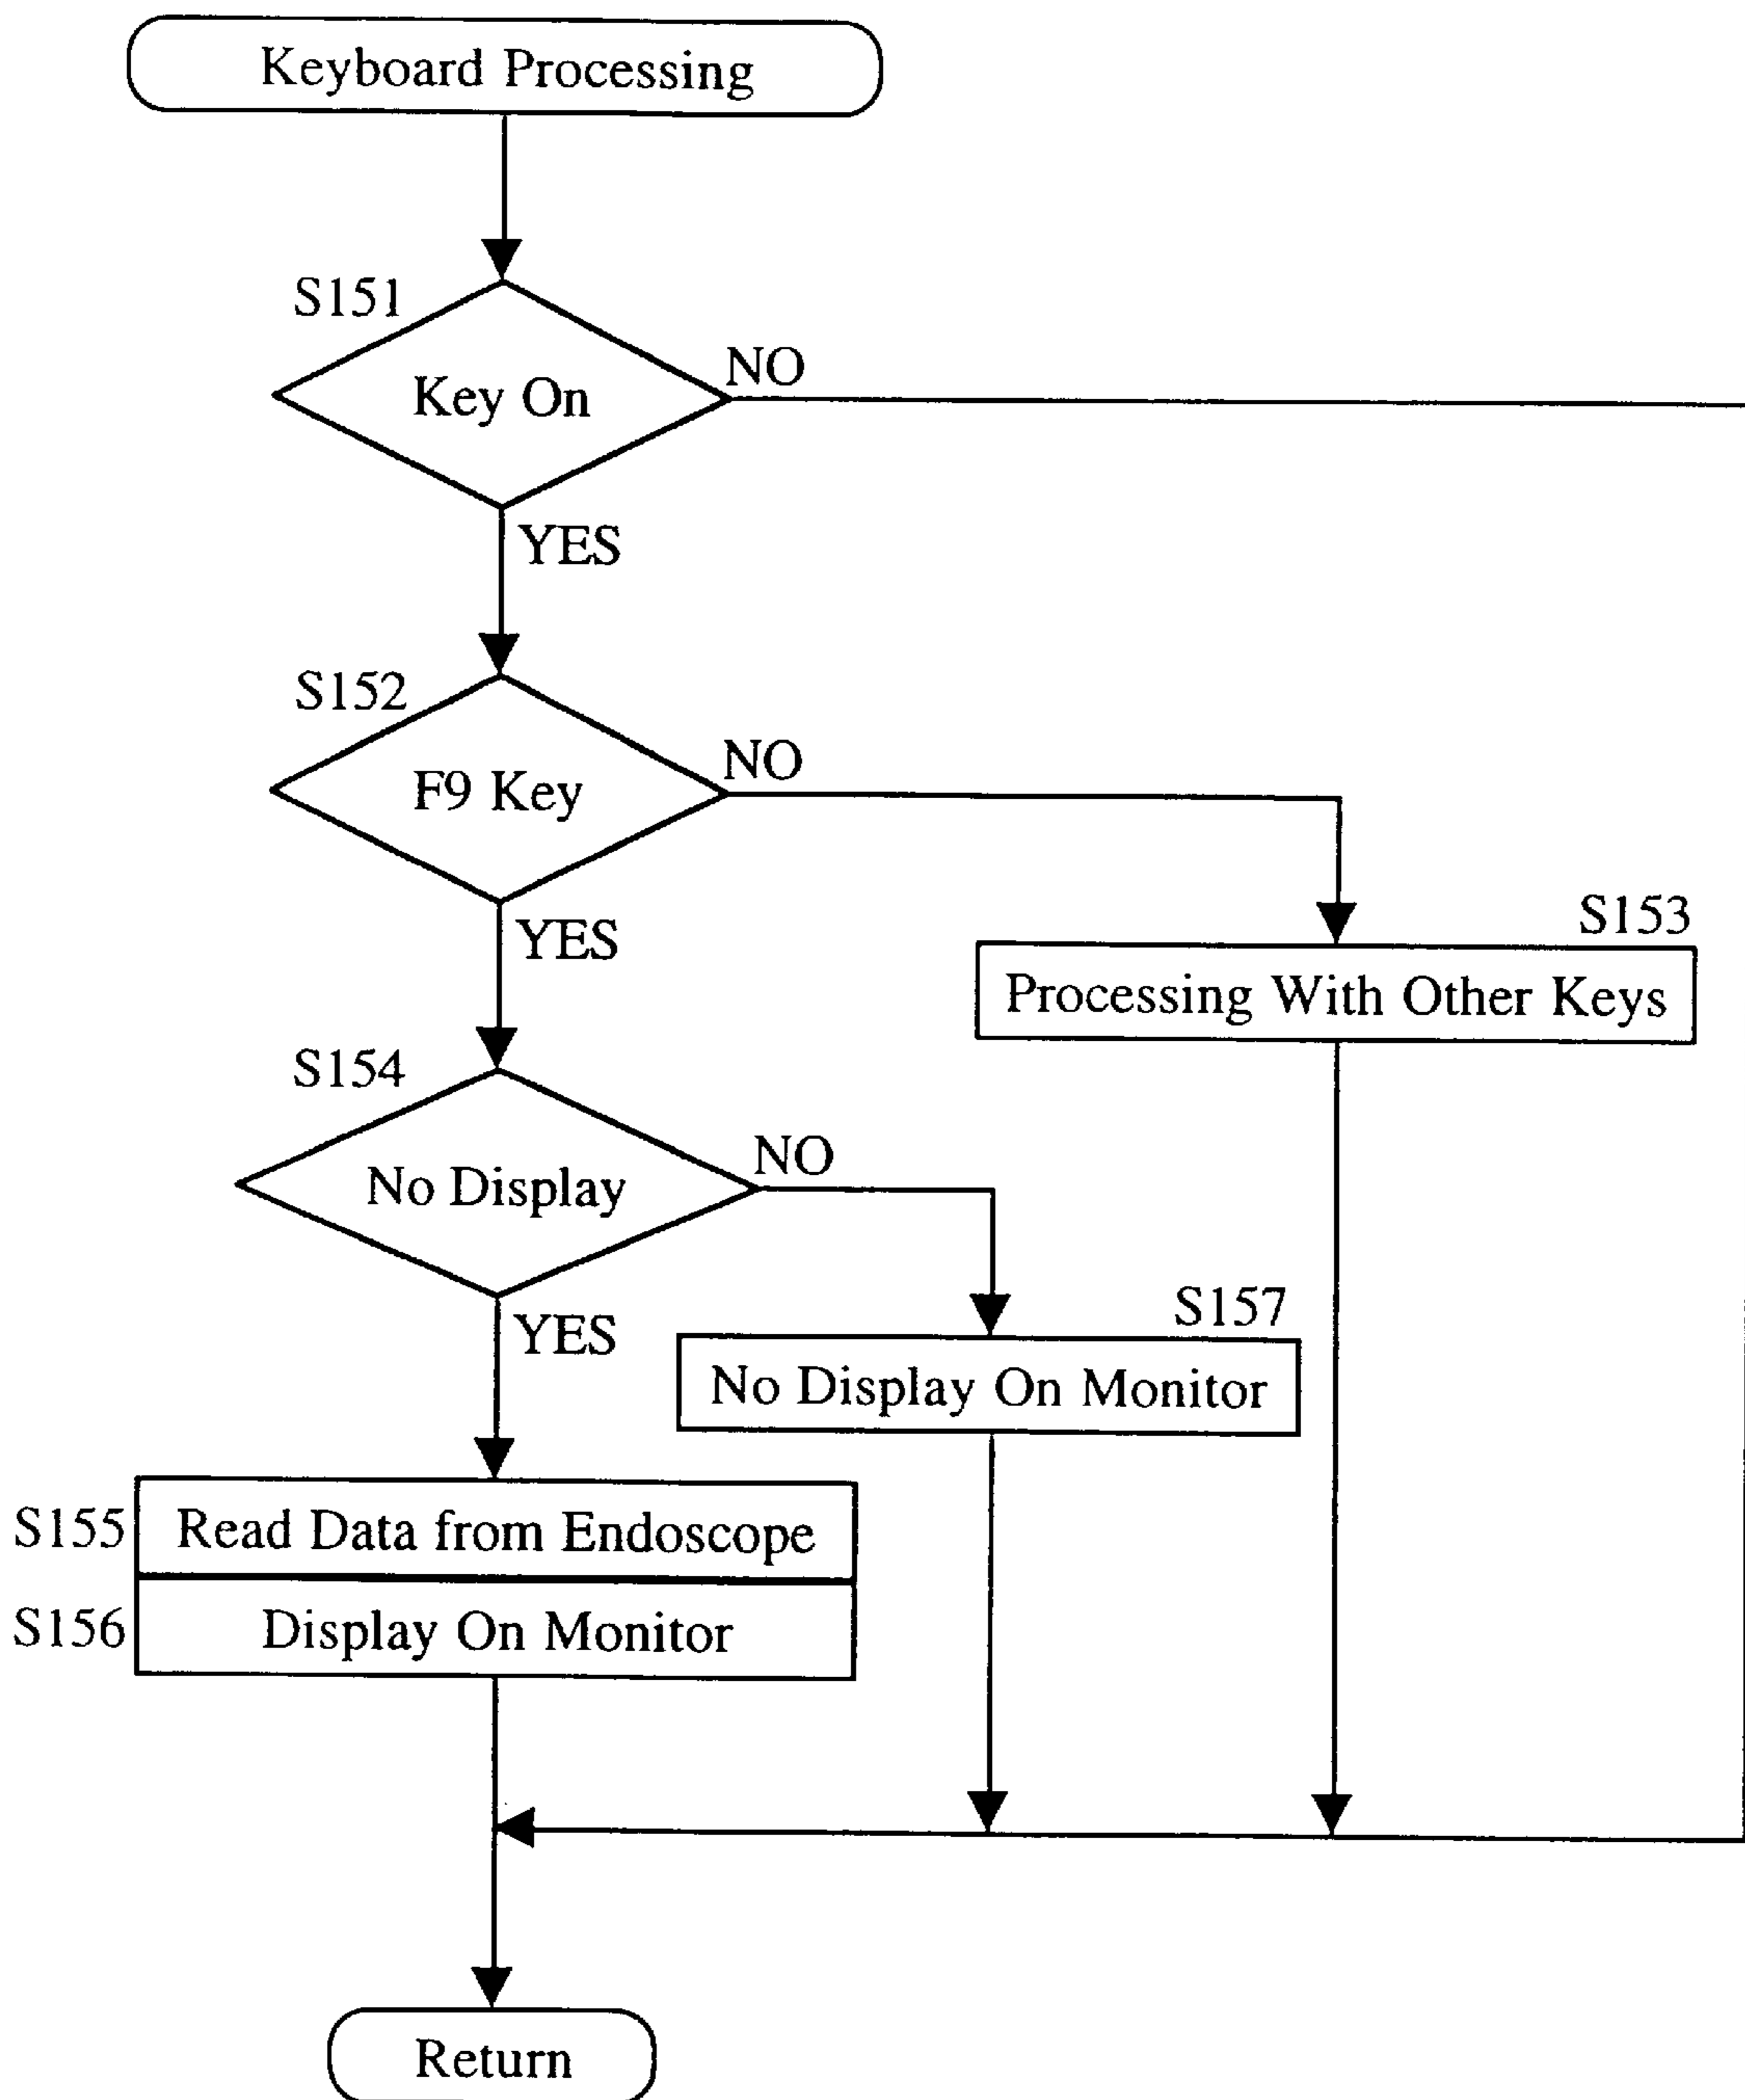 Keyboard Processing
S151
Key On
NO
YES
S152
F9 Key
NO
YES
S153
Processing With Other Keys
S154
No Display
NO
YES
S157
No Display On Monitor
S155
Read Data from Endoscope
S156
Display On Monitor
Return